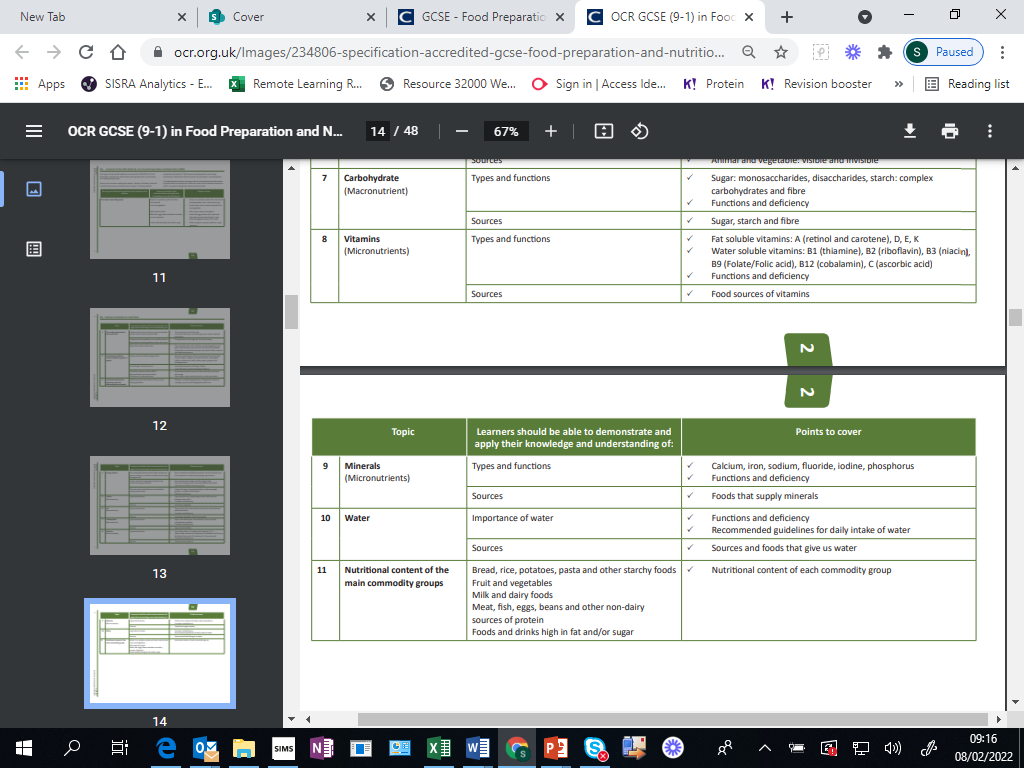 New Tab
Cover
GCSE - Food Preparatio
OCR GCSE (9-1) in Food
ocr.org.uk/Images/234806-specification-accredited-gcse-food-preparation-and-nutritio...
S Paused
Apps
SISRA Analytics - E...
Remote Learning R...
Resource 32000 We...
Sign in | Access Ide...
K! Protein
K! Revision booster
»
Reading list
OCR GCSE (9-1) in Food Preparation and N...
14 / 48
67%
11
12
13
14
Sources ✓ Animal and vegetable: visible and invisible
7 Carbohydrate
(Macronutrient)
Types and functions
✓ Sugar: monosaccharides, disaccharides, starch: complex
carbohydrates and fibre
✓ Functions and deficiency
Sources
✓ Sugar, starch and fibre
8 Vitamins
(Micronutrients)
Types and functions
✓ Fat soluble vitamins: A (retinol and carotene), D, E, K
✓ Water soluble vitamins: B1 (thiamine), B2 (riboflavin), B3 (niacin),
B9 (Folate/Folic acid), B12 (cobalamin), C (ascorbic acid)
✓ Functions and deficiency
Sources
✓ Food sources of vitamins
2
2
Topic
Learners should be able to demonstrate and
apply their knowledge and understanding of:
Points to cover
9 Minerals
(Micronutrients)
Types and functions
✓ Calcium, iron, sodium, fluoride, iodine, phosphorus
✓ Functions and deficiency
Sources
✓ Foods that supply minerals
10 Water
Importance of water
✓ Functions and deficiency
✓ Recommended guidelines for daily intake of water
Sources
✓ Sources and foods that give us water
11 Nutritional content of the
main commodity groups
Bread, rice, potatoes, pasta and other starchy foods
Fruit and vegetables
Milk and dairy foods
Meat, fish, eggs, beans and other non-dairy
sources of protein
Foods and drinks high in fat and/or sugar
✓ Nutritional content of each commodity group
SIMS
09:16
08/02/2022